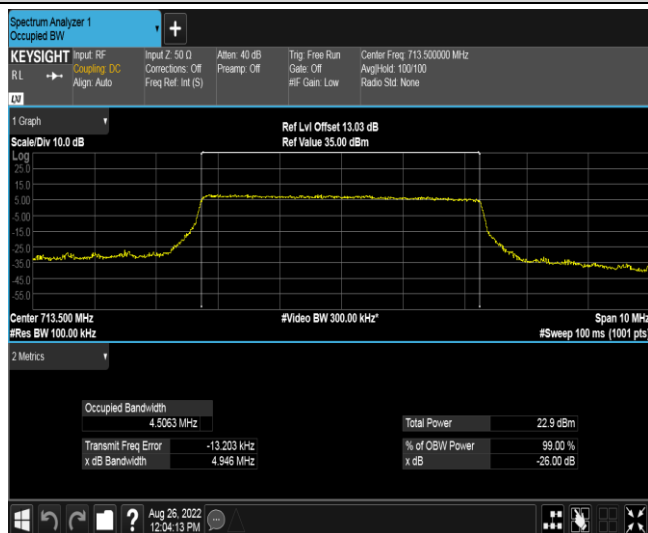 Spectrum Analyzer 1
Occupied BW
+
KEYSIGHT
RL
LXI
Input: RF
Coupling: DC
Align: Auto
Input Z: 50 Ω
Corrections: Off
Freq Ref: Int (S)
Atten: 40 dB
Preamp: Off
Trig: Free Run
Gate: Off
#IF Gain: Low
Center Freq: 713.500000 MHz
Avg|Hold: 100/100
Radio Std: None
1 Graph
Scale/Div 10.0 dB
Ref Lvl Offset 13.03 dB
Ref Value 35.00 dBm
Log
25.0
15.0
5.00
-5.00
-15.0
-25.0
-35.0
-45.0
-55.0
Center 713.500 MHz
#Video BW 300.00 kHz*
Span 10 MHz
#Res BW 100.00 kHz
#Sweep 100 ms (1001 pts)
2 Metrics
Occupied Bandwidth
4.5063 MHz
Total Power 22.9 dBm
Transmit Freq Error -13.203 kHz
% of OBW Power 99.00 %
x dB Bandwidth 4.946 MHz
x dB -26.00 dB
?
Aug 26, 2022
12:04:13 PM